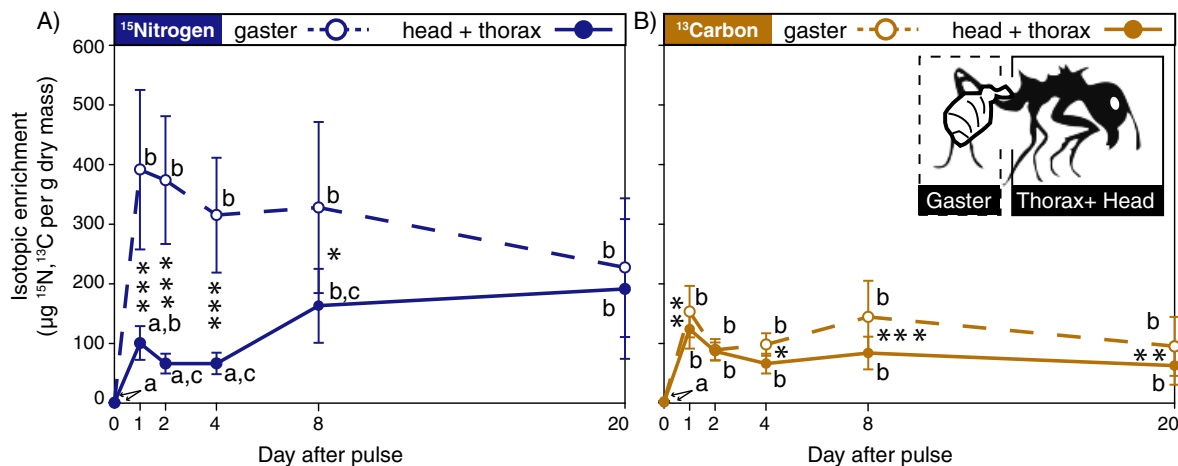 A)
¹⁵Nitrogen gaster head + thorax
Isotopic enrichment
(µg ¹⁵N,¹³C per g dry mass)
600
500
400
300
200
100
0
b
b
b
b
b
***
***
***
*
a,b
a,c
a,c
b,c
b
a
0 1 2 4 8 20
Day after pulse
B)
¹³Carbon gaster head + thorax
Gaster Thorax+ Head
**
b
b
b
b
b
*
***
**
b
b
b
b
b
a
0 1 2 4 8 20
Day after pulse